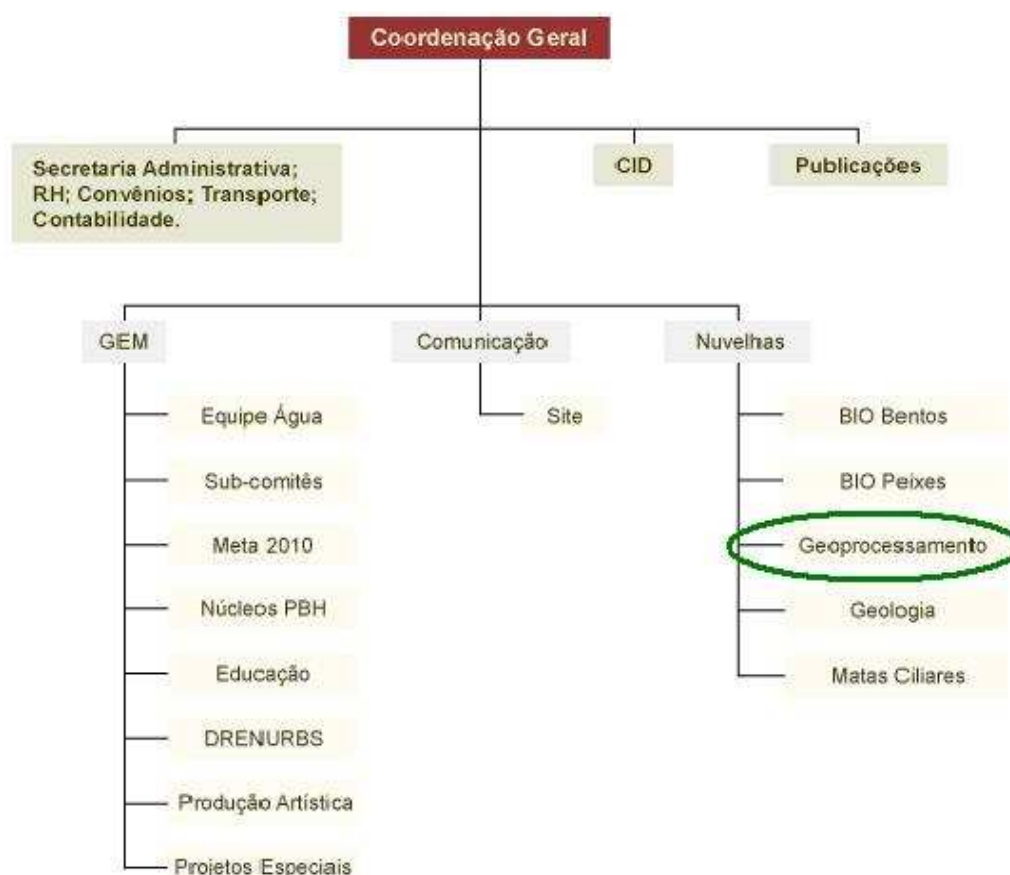 Coordenação Geral
Secretaria Administrativa;
RH; Convênios; Transporte;
Contabilidade.
CID
Publicações
GEM
Comunicação
Nuvelhas
Equipe Água
Site
BIO Bentos
Sub-comitês
BIO Peixes
Meta 2010
Geoprocessamento
Núcleos PBH
Geologia
Educação
Matas Ciliares
DRENURBS
Produção Artística
Projetos Especiais